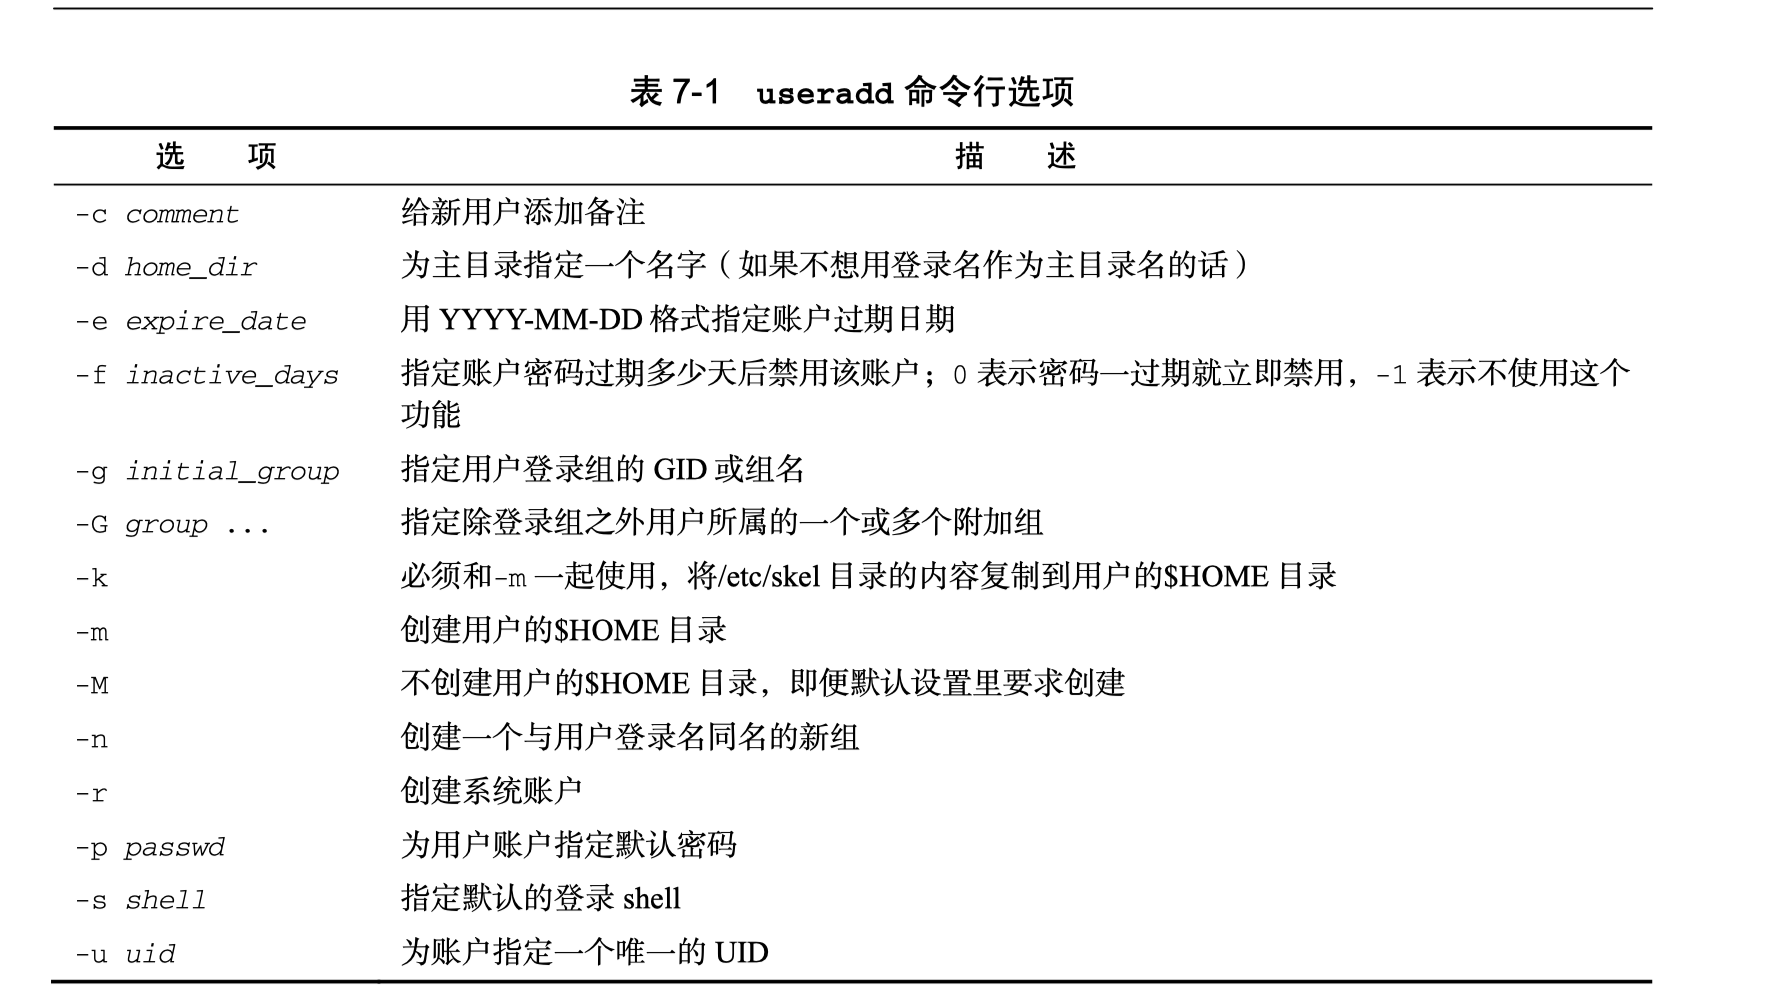 表 7-1 useradd 命令行选项
选 项 描 述
-c comment 给新用户添加备注
-d home_dir 为主目录指定一个名字（如果不想用登录名作为主目录名的话）
-e expire_date 用 YYYY-MM-DD 格式指定账户过期日期
-f inactive_days 指定账户密码过期多少天后禁用该账户；0 表示密码一过期就立即禁用，-1 表示不使用这个
功能
-g initial_group 指定用户登录组的 GID 或组名
-G group ... 指定除登录组之外用户所属的一个或多个附加组
-k 必须和-m 一起使用，将/etc/skel 目录的内容复制到用户的$HOME 目录
-m 创建用户的$HOME 目录
-M 不创建用户的$HOME 目录，即便默认设置里要求创建
-n 创建一个与用户登录名同名的新组
-r 创建系统账户
-p passwd 为用户账户指定默认密码
-s shell 指定默认的登录 shell
-u uid 为账户指定一个唯一的 UID